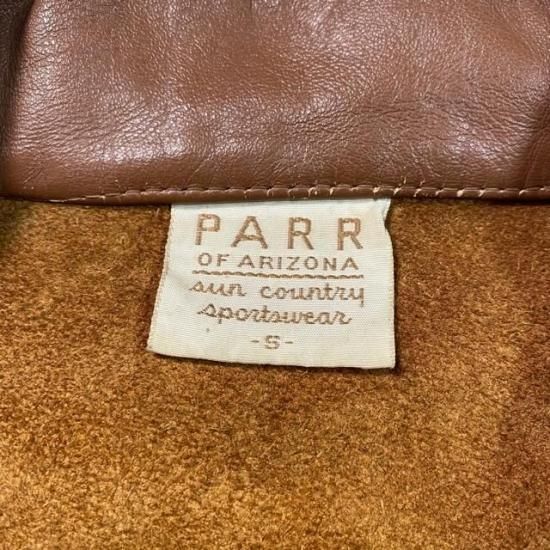 PARR
OF ARIZONA
sun country
sportswear
-S-